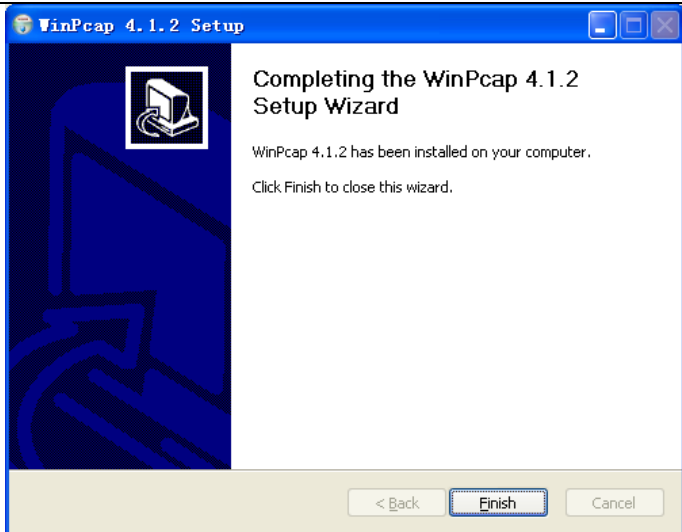 WinPcap 4.1.2 Setup
Completing the WinPcap 4.1.2
Setup Wizard
WinPcap 4.1.2 has been installed on your computer.
Click Finish to close this wizard.
< Back
Finish
Cancel